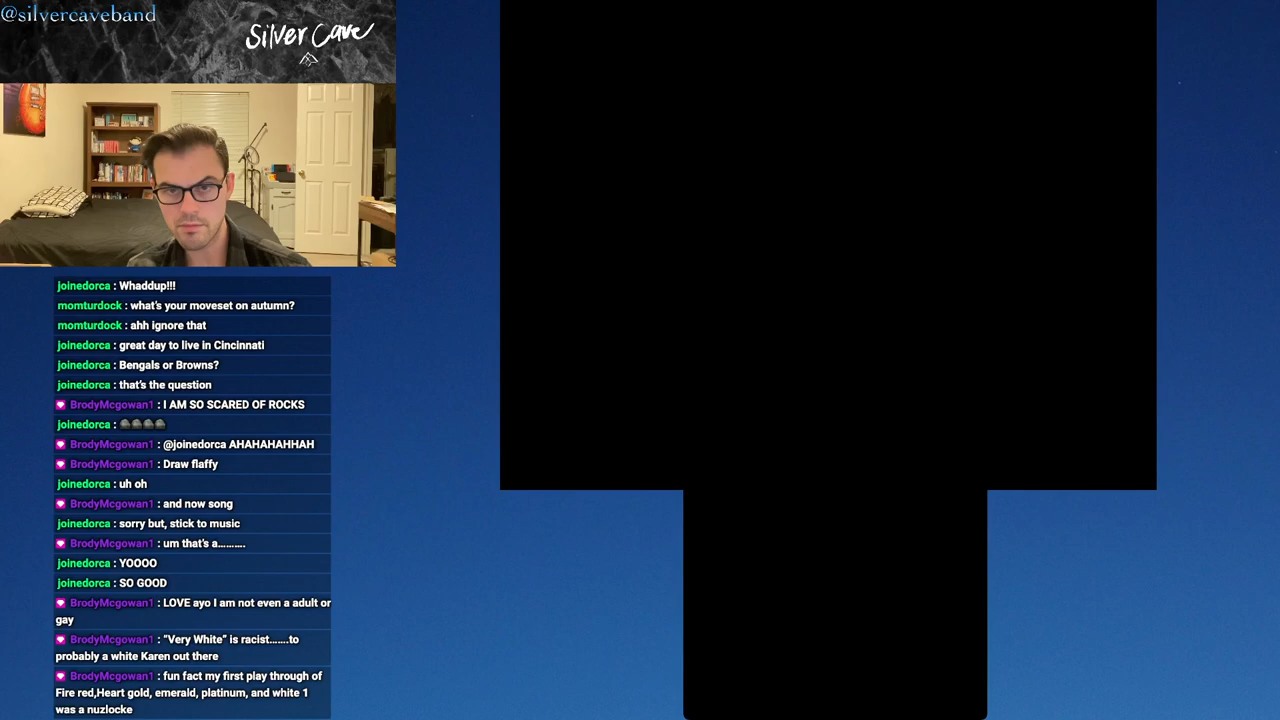 @silvercaveband
Silver Cave
joinedorca : Whaddup!!!
momturdock : what's your moveset on autumn?
momturdock : ahh ignore that
joinedorca : great day to live in CIncinnati
joinedorca : Bengals or Browns?
joinedorca : that's the question
BrodyMcgowan1 : I AM SO SCARED OF ROCKS
joinedorca : 🪨🪨🪨🪨
BrodyMcgowan1 : @joinedorca AHAHAHAHHAH
BrodyMcgowan1 : Draw flaffy
joinedorca : uh oh
BrodyMcgowan1 : and now song
joinedorca : sorry but, stick to music
BrodyMcgowan1 : um that's a..........
joinedorca : YOOOO
joinedorca : SO GOOD
BrodyMcgowan1 : LOVE ayo I am not even a adult or
gay
BrodyMcgowan1 : “Very White” is racist…....to
probably a white Karen out there
BrodyMcgowan1 : fun fact my first play through of
Fire red,Heart gold, emerald, platinum, and white 1
was a nuzlocke